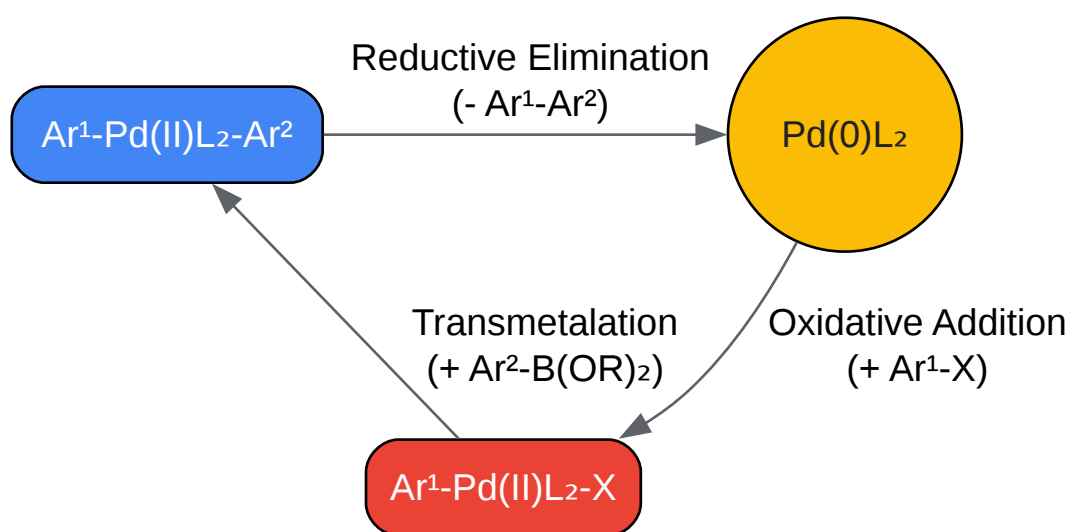 Reductive Elimination
(- Ar¹-Ar²)
Ar¹-Pd(II)L₂-Ar²
Pd(0)L₂
Transmetalation
(+ Ar²-B(OR)₂)
Oxidative Addition
(+ Ar¹-X)
Ar¹-Pd(II)L₂-X